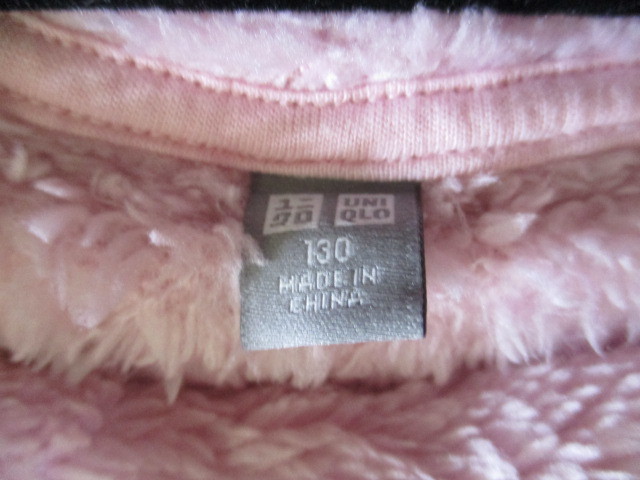 ユニ UNI
クロ QLO
130
MADE IN
CHINA